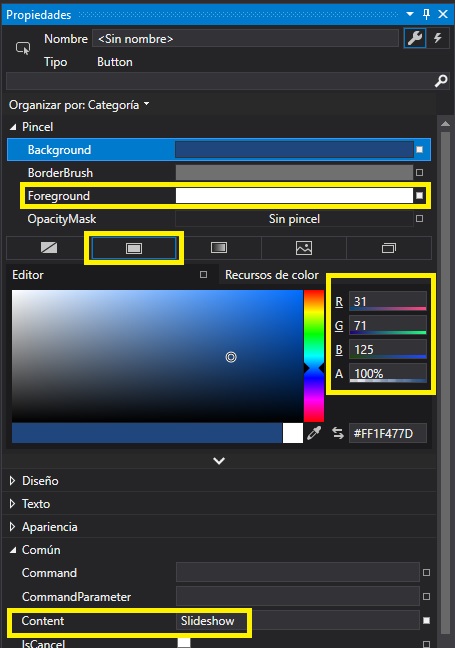 Propiedades
Nombre <Sin nombre>
Tipo Button
Organizar por: Categoría
Pincel
Background
BorderBrush
Foreground
OpacityMask Sin pincel
Editor Recursos de color
R 31
G 71
B 125
A 100%
#FF1F477D
Diseño
Texto
Apariencia
Común
Command
CommandParameter
Content Slideshow
IsCancel